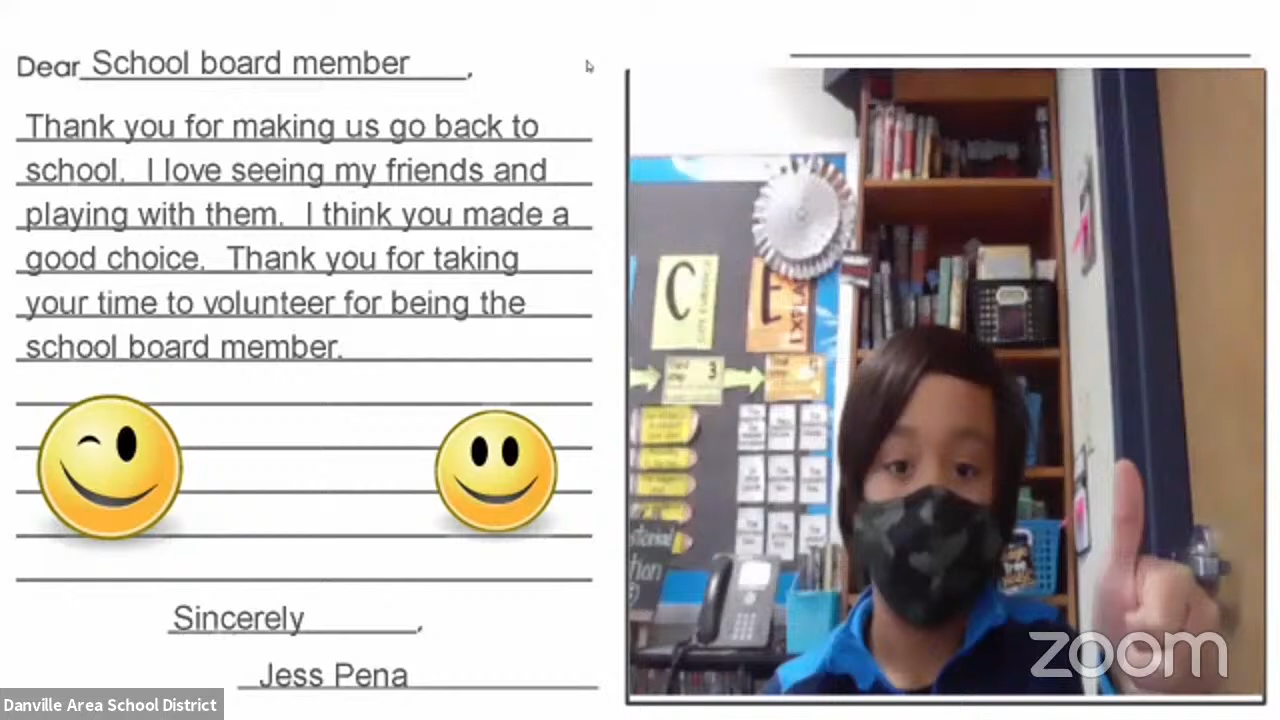 Dear School board member,
Thank you for making us go back to
school. I love seeing my friends and
playing with them. I think you made a
good choice. Thank you for taking
your time to volunteer for being the
school board member.
Sincerely,
Jess Pena
C
E
3
zoom
Danville Area School District